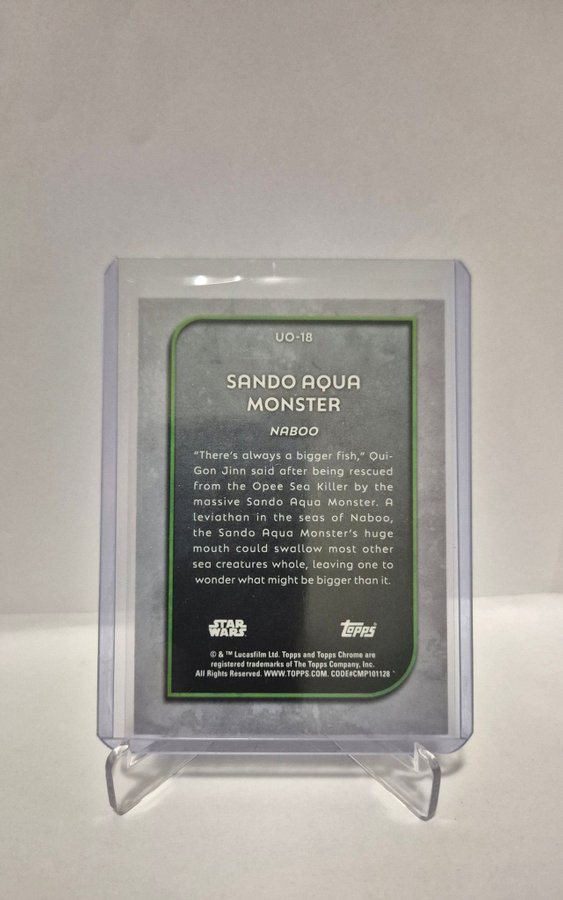 UO-18
SANDO AQUA
MONSTER
NABOO
“There’s always a bigger fish,” Qui-
Gon Jinn said after being rescued
from the Opee Sea Killer by the
massive Sando Aqua Monster. A
leviathan in the seas of Naboo,
the Sando Aqua Monster’s huge
mouth could swallow most other
sea creatures whole, leaving one to
wonder what might be bigger than it.
STAR WARS
Topps
© & ™ Lucasfilm Ltd. Topps and Topps Chrome are
registered trademarks of The Topps Company, Inc.
All Rights Reserved. WWW.TOPPS.COM. CODE#CMP101128